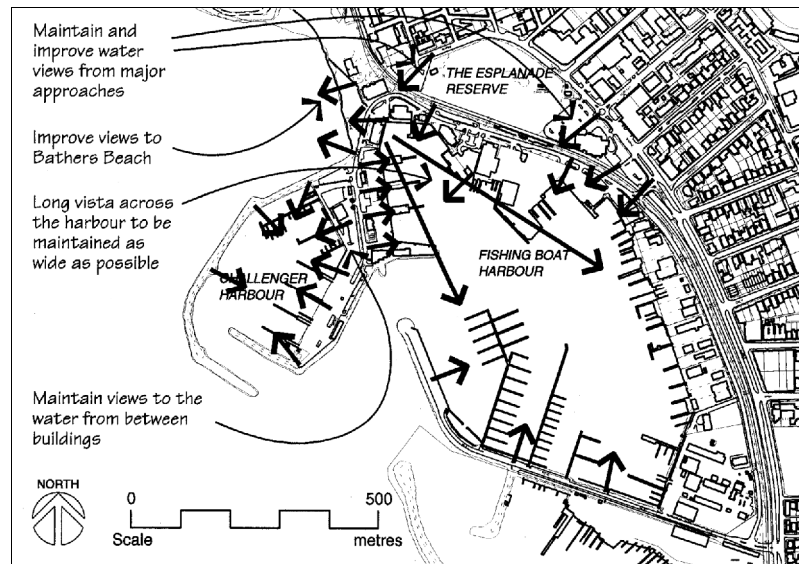 Maintain and
improve water
views from major
approaches
THE ESPLANADE
RESERVE
Improve views to
Bathers Beach
Long vista across
the harbour to be
maintained as
wide as possible
FISHING BOAT
HARBOUR
CHALLENGER
HARBOUR
Maintain views to the
water from between
buildings
NORTH
0
500
Scale
metres